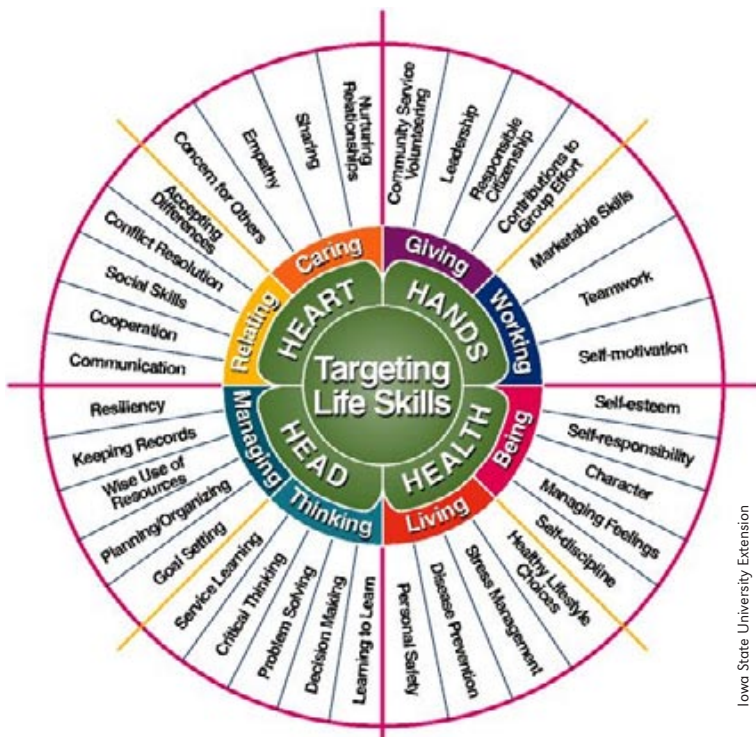 Nurturing
Relationships
Sharing
Empathy
Concern for Others
Accepting
Differences
Conflict Resolution
Social Skills
Cooperation
Communication
Community Service
Volunteering
Leadership
Responsible
Citizenship
Contributions to
Group Effort
Marketable Skills
Teamwork
Self-motivation
Caring
Giving
Relating
HEART
HANDS
Working
Targeting
Life Skills
Managing
HEAD
HEALTH
Being
Thinking
Living
Resiliency
Keeping Records
Wise Use of
Resources
Planning/Organizing
Goal Setting
Service Learning
Critical Thinking
Problem Solving
Decision Making
Learning to Learn
Self-esteem
Self-responsibility
Character
Managing Feelings
Self-discipline
Healthy Lifestyle
Choices
Stress Management
Disease Prevention
Personal Safety
Iowa State University Extension